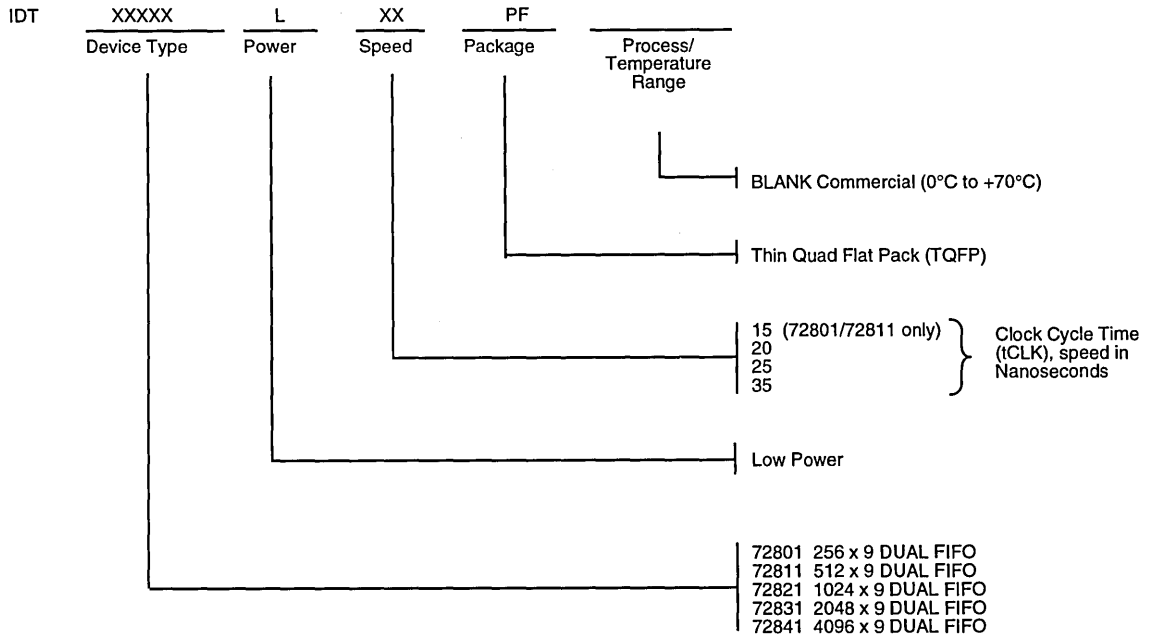 IDT XXXXX L XX PF
Device Type Power Speed Package Process/
Temperature
Range
BLANK Commercial (0°C to +70°C)
Thin Quad Flat Pack (TQFP)
15 (72801/72811 only)
20
25
35
Clock Cycle Time
(tCLK), speed in
Nanoseconds
Low Power
72801 256 x 9 DUAL FIFO
72811 512 x 9 DUAL FIFO
72821 1024 x 9 DUAL FIFO
72831 2048 x 9 DUAL FIFO
72841 4096 x 9 DUAL FIFO